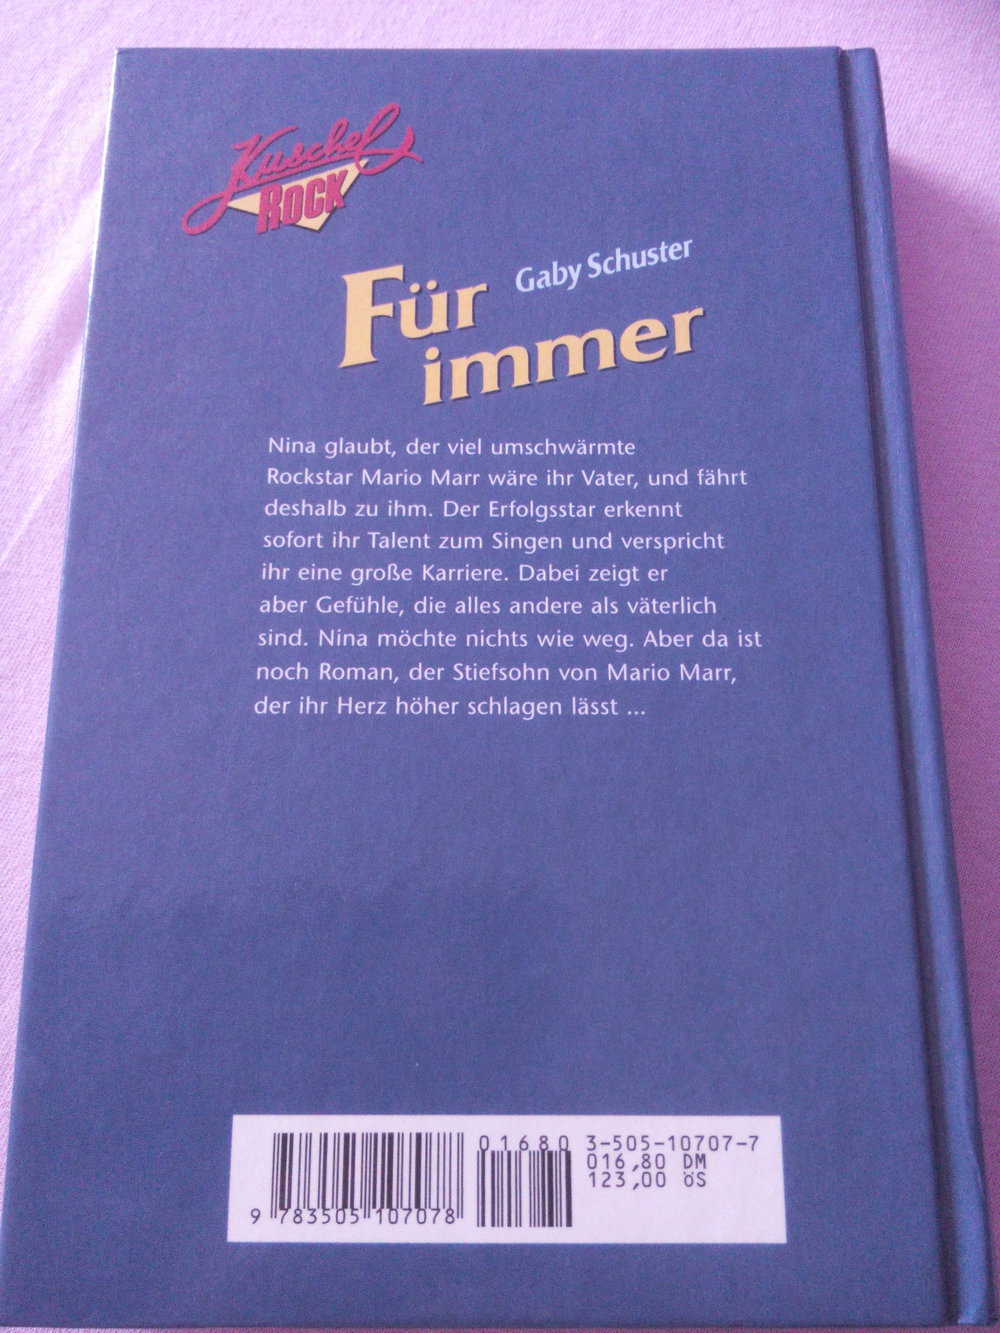 Kuschel
ROCK
Gaby Schuster
Für
immer
Nina glaubt, der viel umschwärmte
Rockstar Mario Marr wäre ihr Vater, und fährt
deshalb zu ihm. Der Erfolgsstar erkennt
sofort ihr Talent zum Singen und verspricht
ihr eine große Karriere. Dabei zeigt er
aber Gefühle, die alles andere als väterlich
sind. Nina möchte nichts wie weg. Aber da ist
noch Roman, der Stiefsohn von Mario Marr,
der ihr Herz höher schlagen lässt ...
01680 3-505-10707-7
016,80 DM
123,00 öS
9 783505 107078